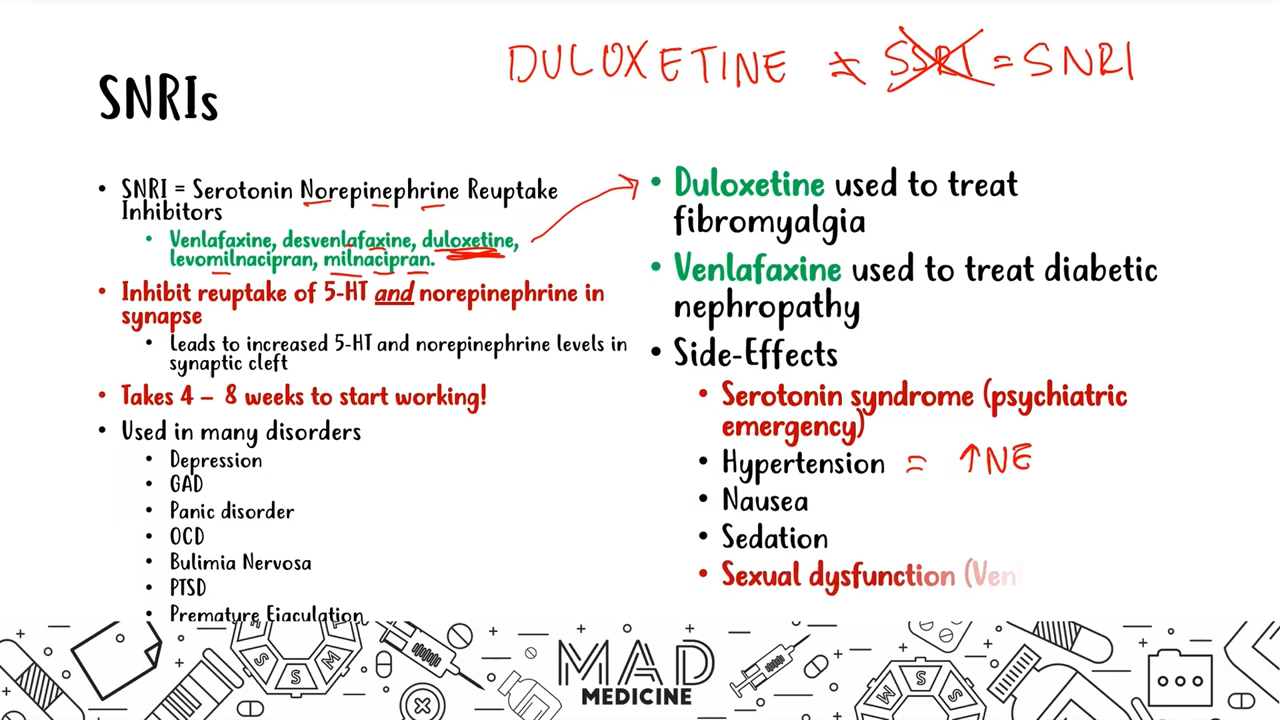 DULOXETINE ≠ SSRI = SNRI
SNRIs
• SNRI = Serotonin Norepinephrine Reuptake
Inhibitors
• Venlafaxine, desvenlafaxine, duloxetine,
levomilnacipran, milnacipran.
• Inhibit reuptake of 5-HT and norepinephrine in
synapse
• Leads to increased 5-HT and norepinephrine levels in
synaptic cleft
• Takes 4 – 8 weeks to start working!
• Used in many disorders
• Depression
• GAD
• Panic disorder
• OCD
• Bulimia Nervosa
• PTSD
• Premature Ejaculation
• Duloxetine used to treat
fibromyalgia
• Venlafaxine used to treat diabetic
nephropathy
• Side-Effects
• Serotonin syndrome (psychiatric
emergency)
• Hypertension = ↑NE
• Nausea
• Sedation
• Sexual dysfunction (Ven
MAD
MEDICINE